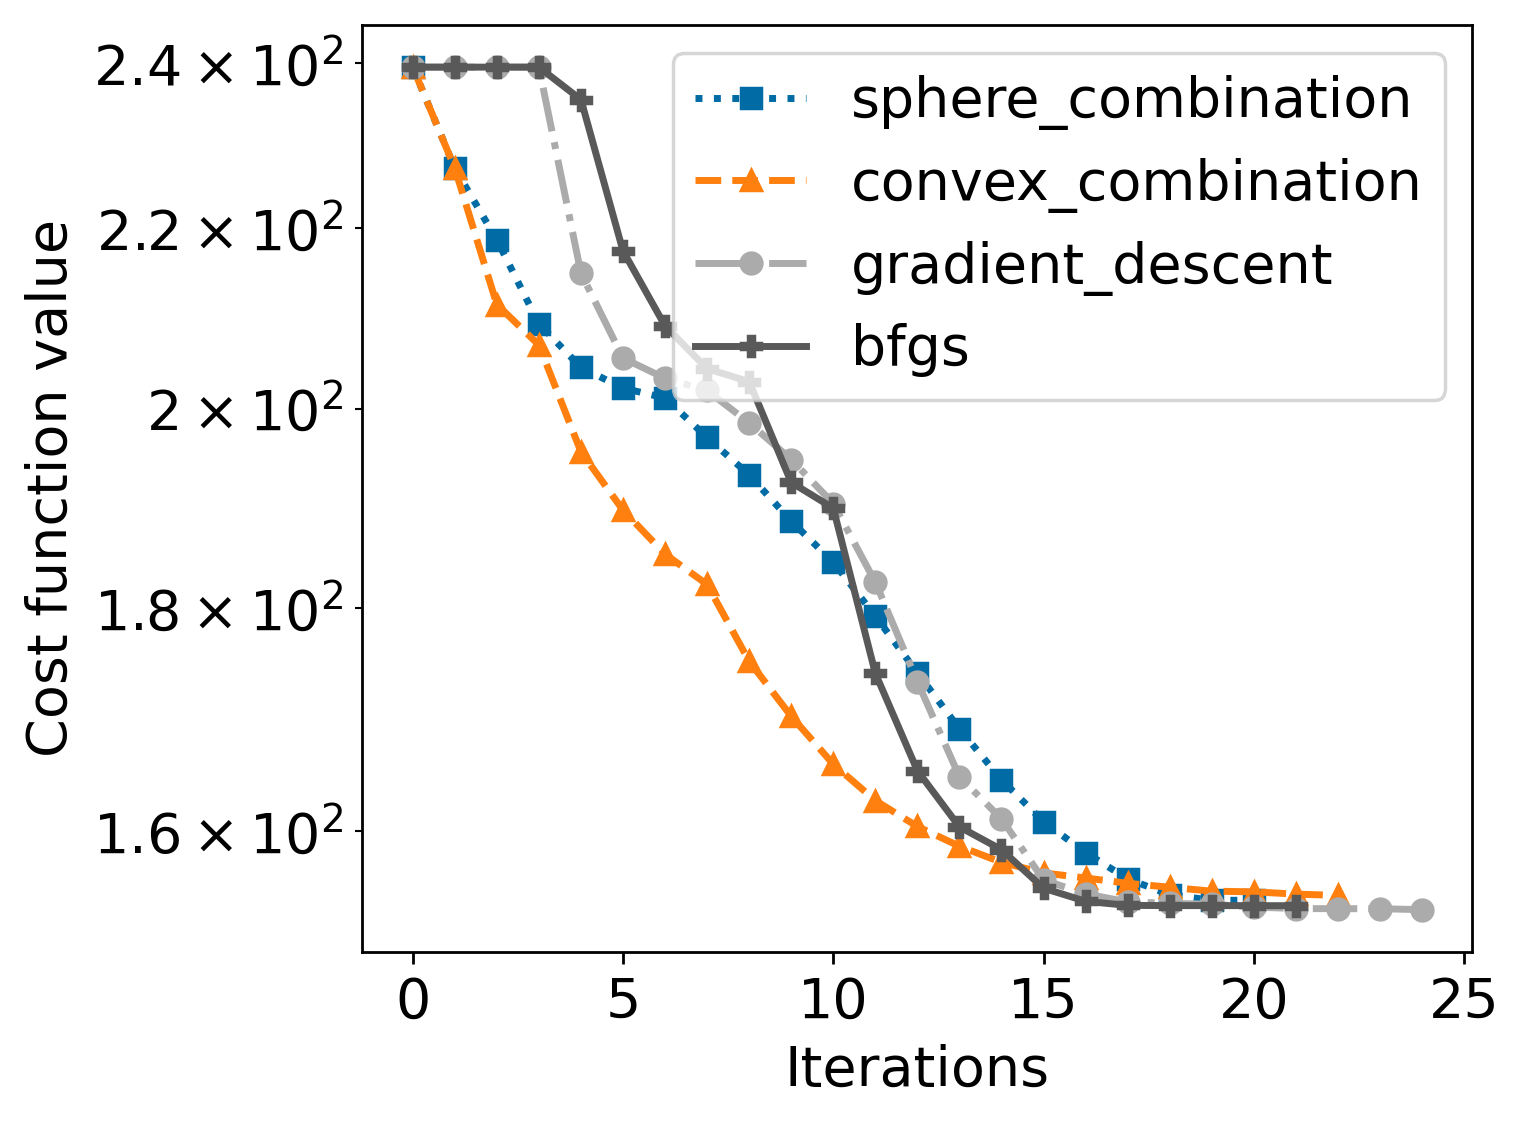 2.4 × 10²
2.2 × 10²
2 × 10²
1.8 × 10²
1.6 × 10²
Cost function value
sphere_combination
convex_combination
gradient_descent
bfgs
0 5 10 15 20 25
Iterations